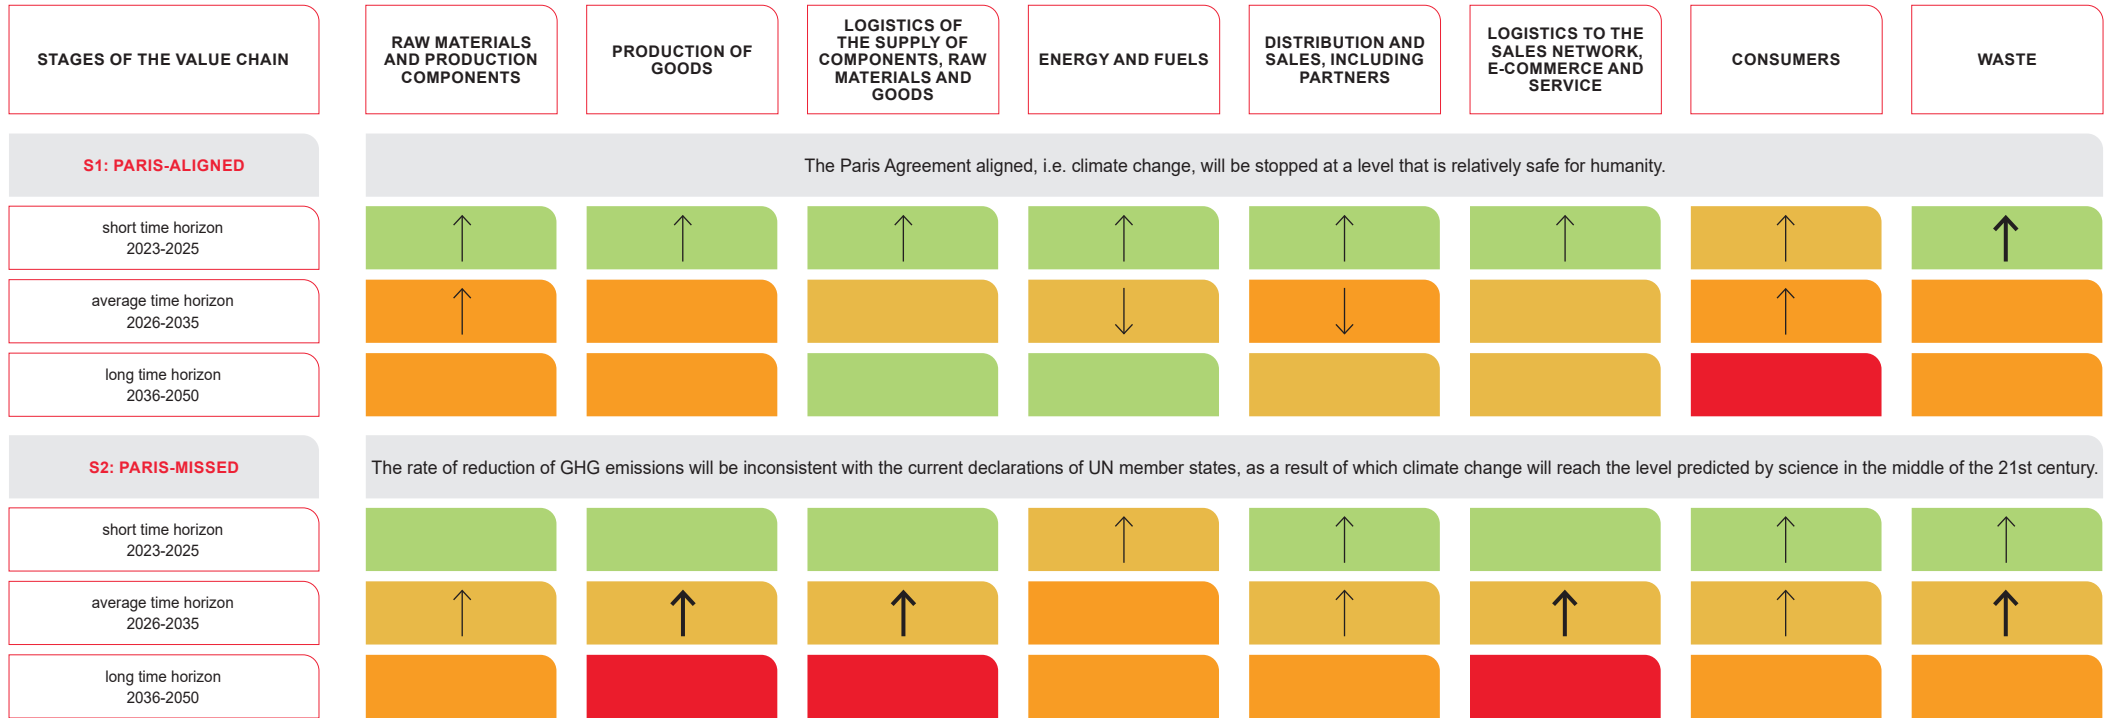 STAGES OF THE VALUE CHAIN
RAW MATERIALS
AND PRODUCTION
COMPONENTS
PRODUCTION OF
GOODS
LOGISTICS OF
THE SUPPLY OF
COMPONENTS, RAW
MATERIALS AND
GOODS
ENERGY AND FUELS
DISTRIBUTION AND
SALES, INCLUDING
PARTNERS
LOGISTICS TO THE
SALES NETWORK,
E-COMMERCE AND
SERVICE
CONSUMERS
WASTE
S1: PARIS-ALIGNED
The Paris Agreement aligned, i.e. climate change, will be stopped at a level that is relatively safe for humanity.
short time horizon
2023-2025
average time horizon
2026-2035
long time horizon
2036-2050
S2: PARIS-MISSED
The rate of reduction of GHG emissions will be inconsistent with the current declarations of UN member states, as a result of which climate change will reach the level predicted by science in the middle of the 21st century.
short time horizon
2023-2025
average time horizon
2026-2035
long time horizon
2036-2050